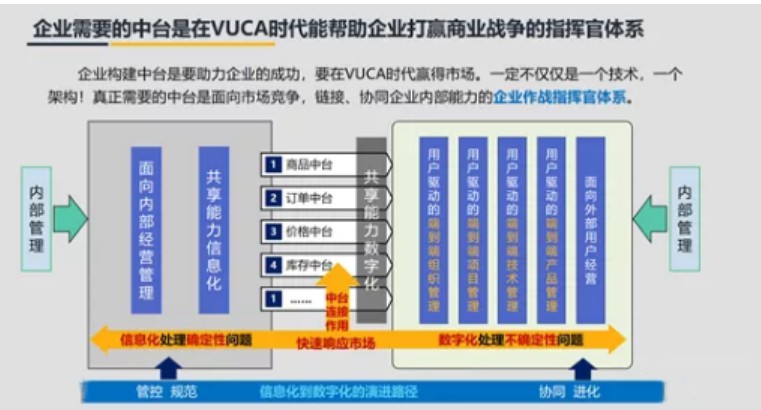 企业需要的中台是在VUCA时代能帮助企业打赢商业战争的指挥官体系
企业构建中台是要助力企业的成功，要在VUCA时代赢得市场。一定不仅仅是一个技术，一个
架构！真正需要的中台是面向市场竞争，链接、协同企业内部能力的企业作战指挥官体系。
内部管理
面向内部经营管理
共享能力信息化
1 商品中台
2 订单中台
3 价格中台
4 库存中台
1 ......
共享能力数字化
中台
连接
作用
用户驱动的端到端组织管理
用户驱动的端到端项目管理
用户驱动的端到端技术管理
用户驱动的端到端产品管理
面向外部用户经营
内部管理
信息化处理确定性问题
快速响应市场
数字化处理不确定性问题
管控 规范
信息化到数字化的演进路径
协同 进化